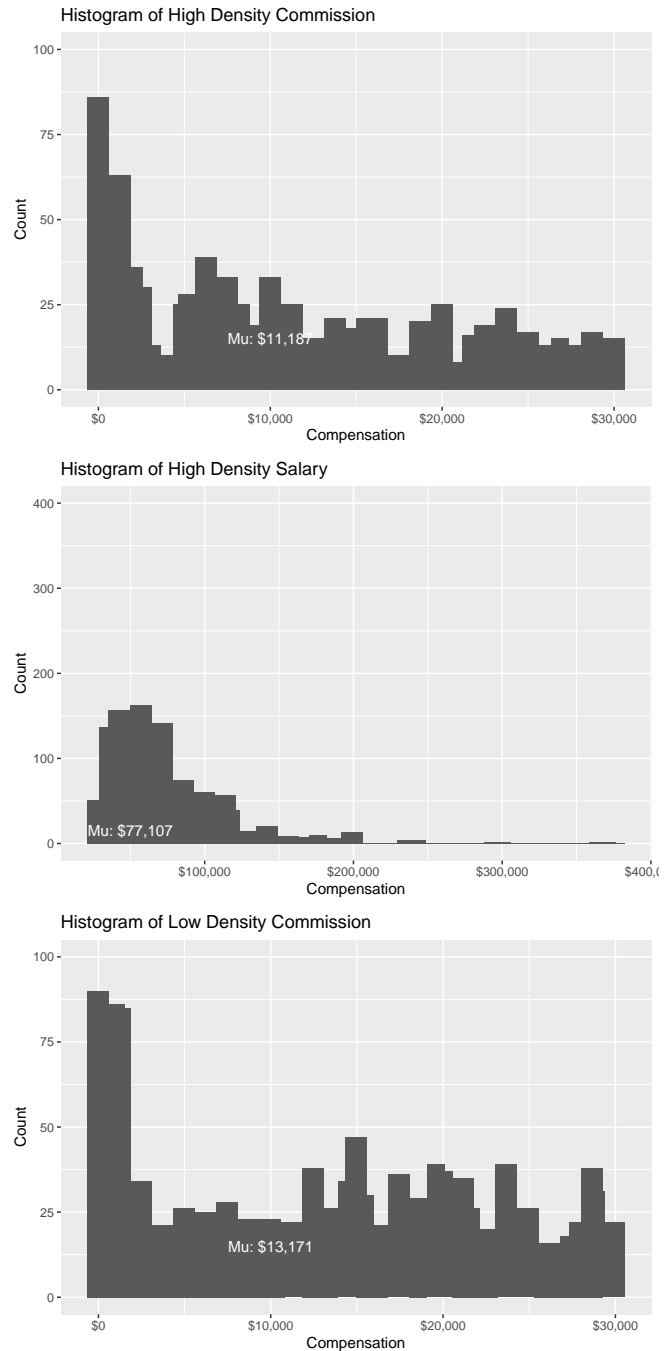 Histogram of High Density Commission
100
75
50
25
0
Count
Mu: $11,187
$0 $10,000 $20,000 $30,000
Compensation
Histogram of High Density Salary
400
300
200
100
0
Count
Mu: $77,107
$100,000 $200,000 $300,000 $400,0
Compensation
Histogram of Low Density Commission
100
75
50
25
0
Count
Mu: $13,171
$0 $10,000 $20,000 $30,000
Compensation